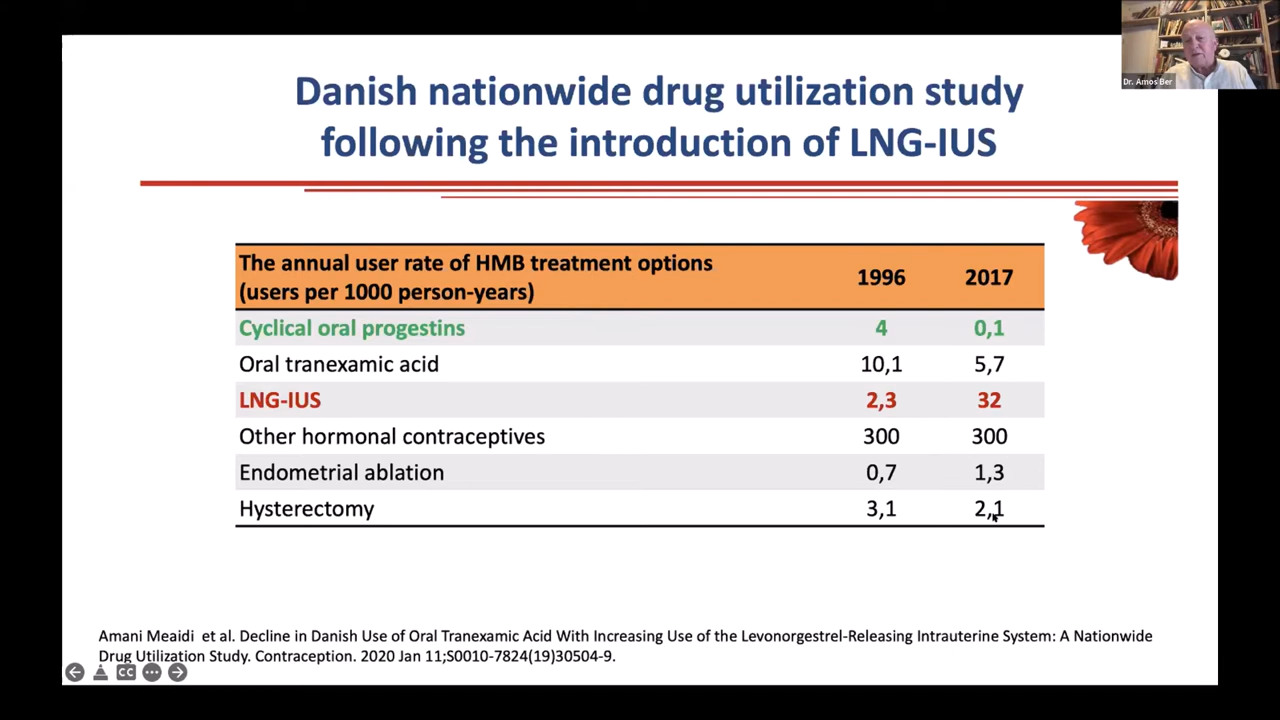 Dr. Amos Ber
Danish nationwide drug utilization study
following the introduction of LNG-IUS
The annual user rate of HMB treatment options
(users per 1000 person-years) 1996 2017
Cyclical oral progestins 4 0,1
Oral tranexamic acid 10,1 5,7
LNG-IUS 2,3 32
Other hormonal contraceptives 300 300
Endometrial ablation 0,7 1,3
Hysterectomy 3,1 2,1
Amani Meaidi et al. Decline in Danish Use of Oral Tranexamic Acid With Increasing Use of the Levonorgestrel-Releasing Intrauterine System: A Nationwide
Drug Utilization Study. Contraception. 2020 Jan 11;S0010-7824(19)30504-9.
CC